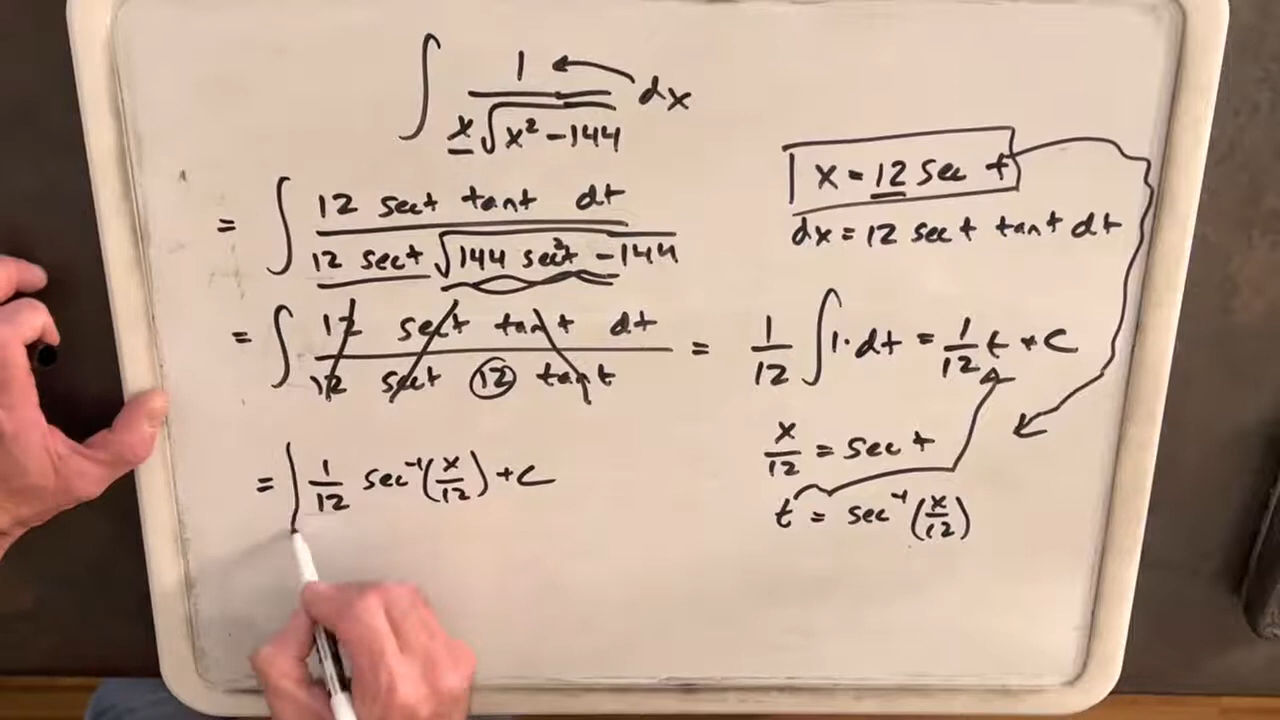 ∫ 1/(x√(x² - 144)) dx
x = 12 sec t
= ∫ (12 sec t tan t dt)/(12 sec t √(144 sec² t - 144))
dx = 12 sec t tan t dt
= ∫ (12 sec t tan t dt)/(12 sec t 12 tan t) = 1/12 ∫ 1 · dt = 1/12 t + C
x/12 = sec t
= 1/12 sec⁻¹(x/12) + C
t = sec⁻¹(x/12)